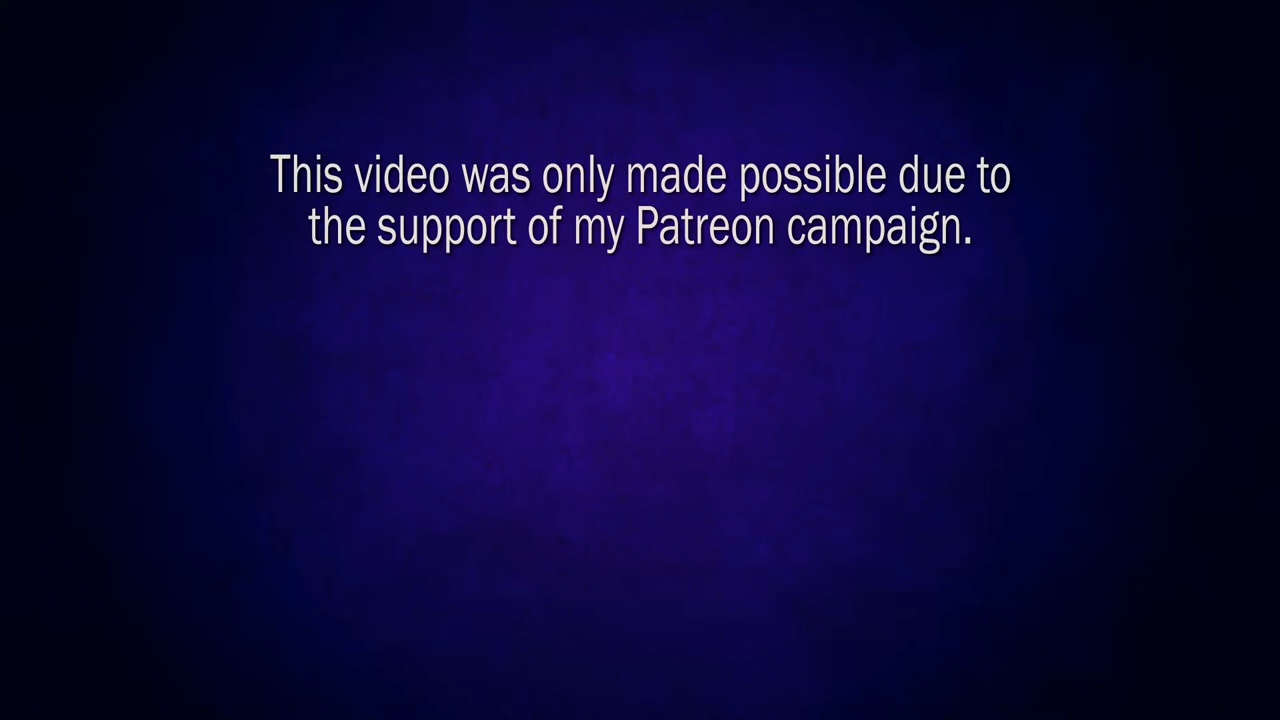 This video was only made possible due to
the support of my Patreon campaign.